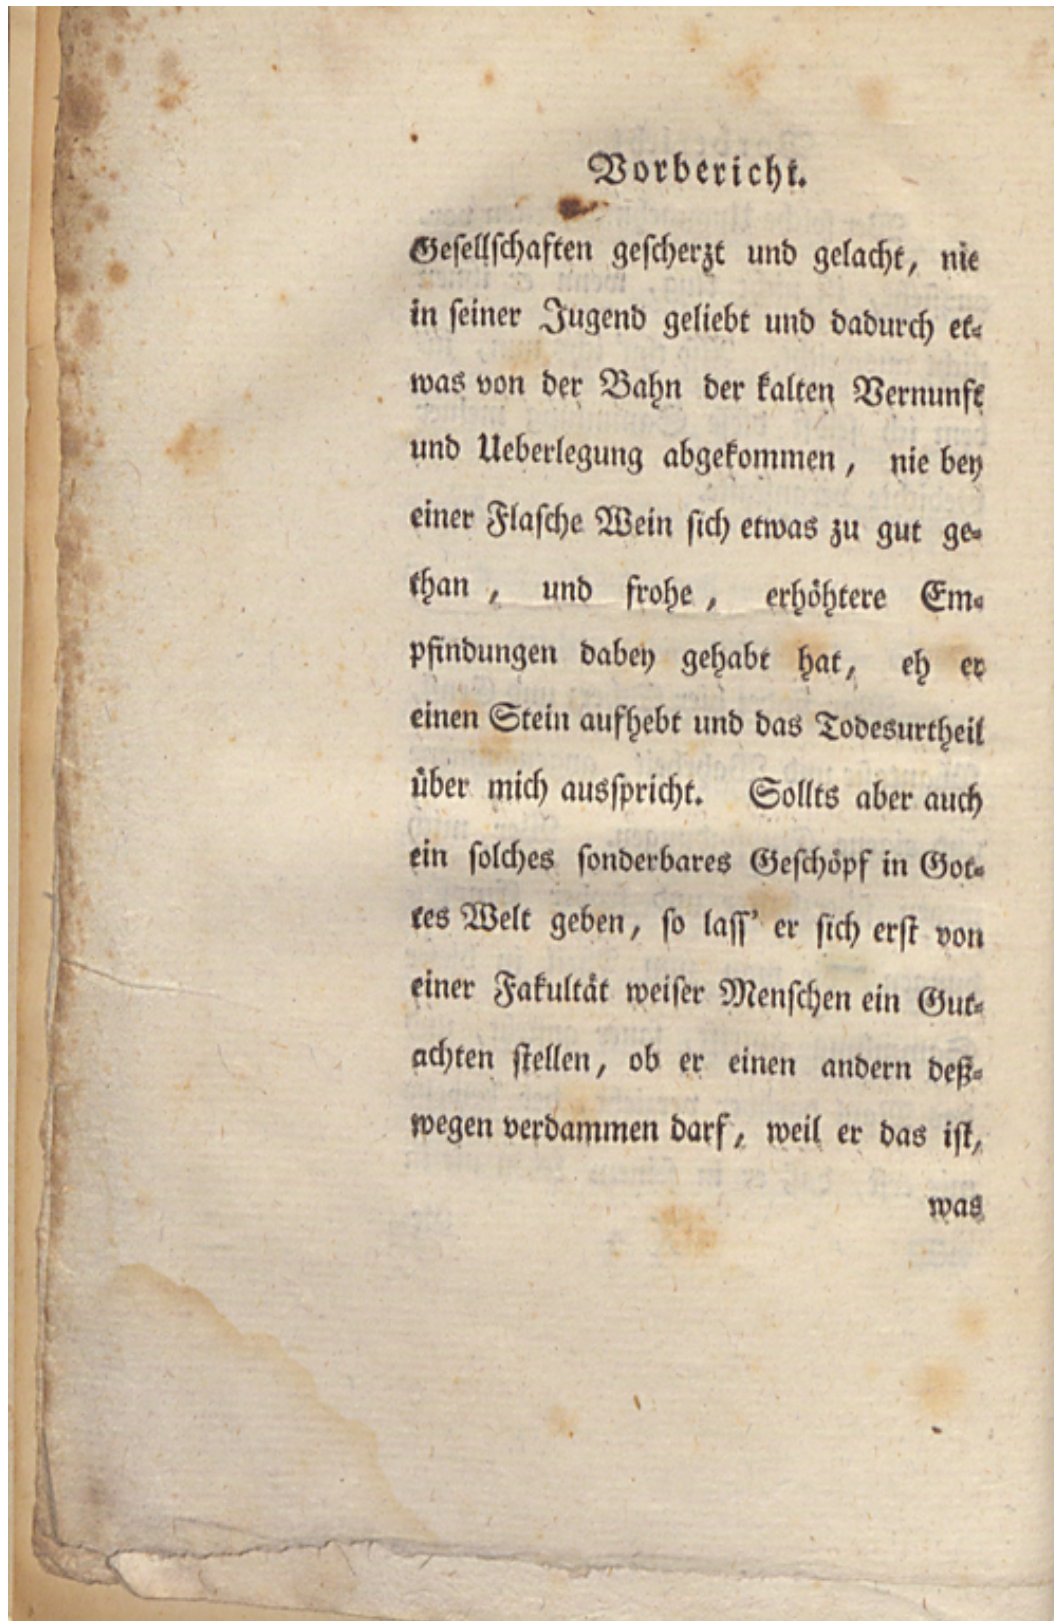 Vorbericht.
Gesellschaften gescherzt und gelacht, nie
in seiner Jugend geliebt und dadurch et-
was von der Bahn der kalten Vernunft
und Ueberlegung abgekommen, nie bey
einer Flasche Wein sich etwas zu gut ge-
than, und frohe, erhöhtere Em-
pfindungen dabey gehabt hat, eh er
einen Stein aufhebt und das Todesurtheil
über mich ausspricht. Sollts aber auch
ein solches sonderbares Geschöpf in Got-
tes Welt geben, so lass' er sich erst von
einer Fakultät weiser Menschen ein Gut-
achten stellen, ob er einen andern deß-
wegen verdammen darf, weil er das ist,
was